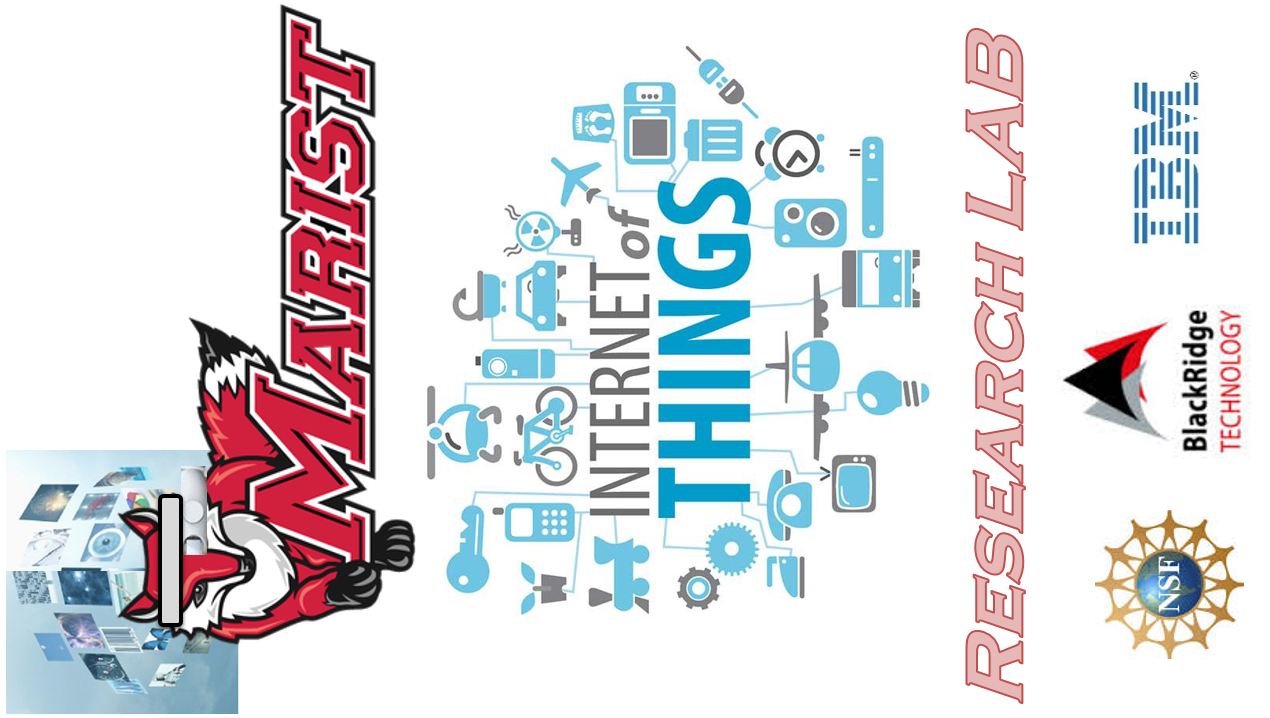 MARIST
INTERNET of
THINGS
RESEARCH LAB
NSF
BlackRidge
TECHNOLOGY
IBM®